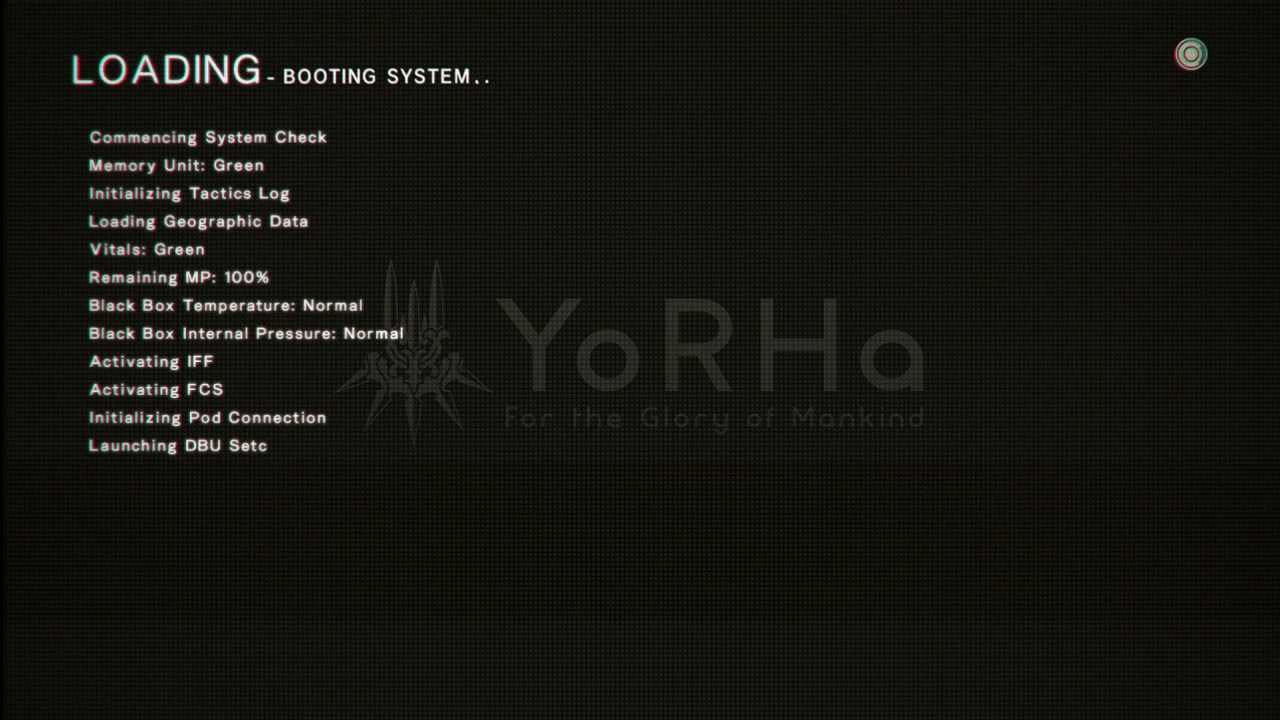 LOADING - BOOTING SYSTEM..
Commencing System Check
Memory Unit: Green
Initializing Tactics Log
Loading Geographic Data
Vitals: Green
Remaining MP: 100%
Black Box Temperature: Normal
Black Box Internal Pressure: Normal
Activating IFF
Activating FCS
Initializing Pod Connection
Launching DBU Setc
YoRHa
For the Glory of Mankind